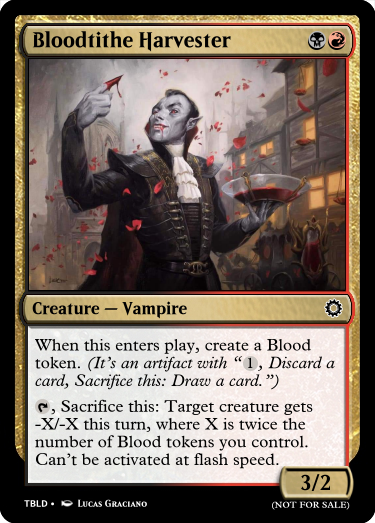 Bloodtithe Harvester
Creature — Vampire
When this enters play, create a Blood
token. (It's an artifact with “1, Discard a
card, Sacrifice this: Draw a card.”)
, Sacrifice this: Target creature gets
-X/-X this turn, where X is twice the
number of Blood tokens you control.
Can't be activated at flash speed.
3/2
TBLD • Lucas Graciano
(NOT FOR SALE)